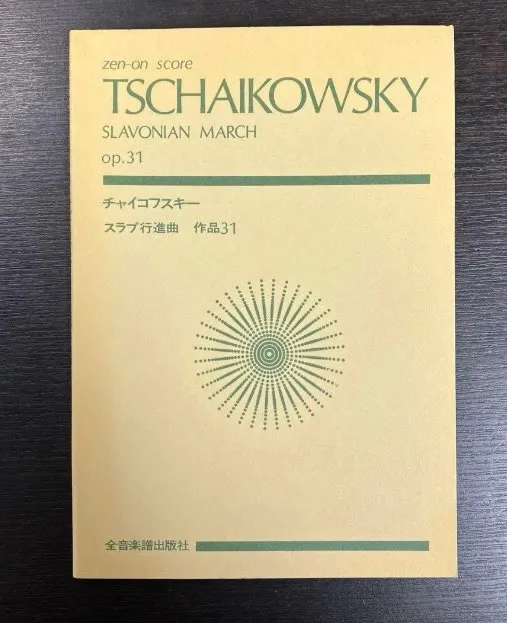 zen-on score
TSCHAIKOWSKY
SLAVONIAN MARCH
op.31
チャイコフスキー
スラブ行進曲 作品31
全音楽譜出版社